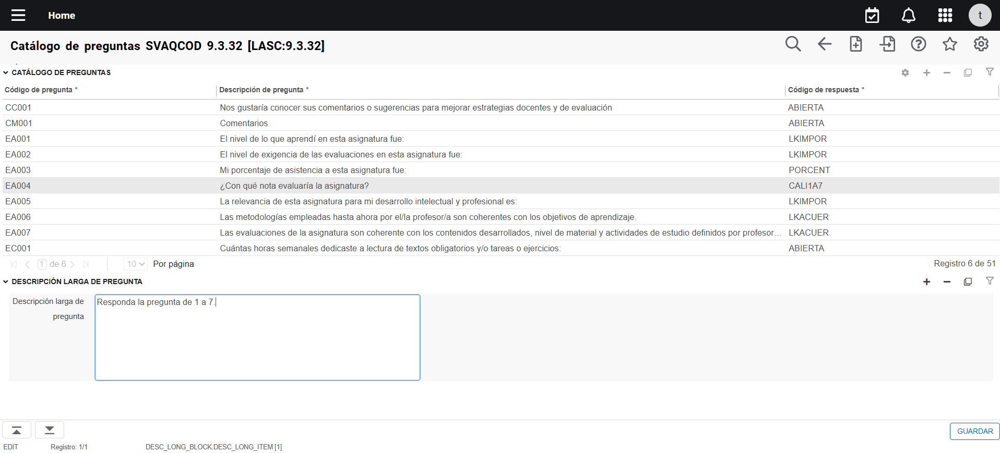 Home
t
Catálogo de preguntas SVAQCOD 9.3.32 [LASC:9.3.32]
CATÁLOGO DE PREGUNTAS
Código de pregunta * Descripción de pregunta * Código de respuesta *
CC001 Nos gustaría conocer sus comentarios o sugerencias para mejorar estrategias docentes y de evaluación ABIERTA
CM001 Comentarios ABIERTA
EA001 El nivel de lo que aprendí en esta asignatura fue: LKIMPOR
EA002 El nivel de exigencia de las evaluaciones en esta asignatura fue: LKIMPOR
EA003 Mi porcentaje de asistencia a esta asignatura fue: PORCENT
EA004 ¿Con qué nota evaluaría la asignatura? CALI1A7
EA005 La relevancia de esta asignatura para mi desarrollo intelectual y profesional es: LKIMPOR
EA006 Las metodologías empleadas hasta ahora por el/la profesor/a son coherentes con los objetivos de aprendizaje. LKACUER
EA007 Las evaluaciones de la asignatura son coherente con los contenidos desarrollados, nivel de material y actividades de estudio definidos por profesor... LKACUER
EC001 Cuántas horas semanales dedicaste a lectura de textos obligatorios y/o tareas o ejercicios: ABIERTA
1 de 6 10 Por página Registro 6 de 51
DESCRIPCIÓN LARGA DE PREGUNTA
Descripción larga de pregunta
Responda la pregunta de 1 a 7.
GUARDAR
EDIT Registro: 1/1 DESC_LONG_BLOCK.DESC_LONG_ITEM [1]